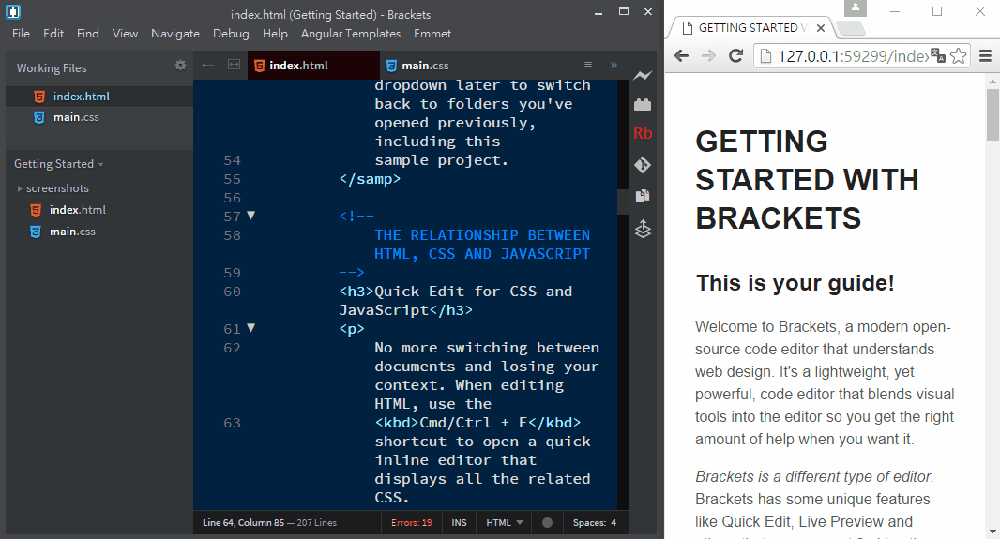 index.html (Getting Started) - Brackets
File Edit Find View Navigate Debug Help Angular Templates Emmet
Working Files
index.html
main.css
Getting Started
screenshots
index.html
main.css
index.html
main.css
dropdown later to switch
back to folders you've
opened previously,
including this
54 sample project.
55 </samp>
56
57 <!--
58 THE RELATIONSHIP BETWEEN
HTML, CSS AND JAVASCRIPT
59 -->
60 <h3>Quick Edit for CSS and
JavaScript</h3>
61 <p>
62 No more switching between
documents and losing your
context. When editing
HTML, use the
63 <kbd>Cmd/Ctrl + E</kbd>
shortcut to open a quick
inline editor that
displays all the related
CSS.
Line 64, Column 85 — 207 Lines
Errors: 19
INS
HTML
Spaces: 4
Rb
GETTING STARTED
127.0.0.1:59299/index
GETTING
STARTED WITH
BRACKETS
This is your guide!
Welcome to Brackets, a modern open-
source code editor that understands
web design. It's a lightweight, yet
powerful, code editor that blends visual
tools into the editor so you get the right
amount of help when you want it.
Brackets is a different type of editor.
Brackets has some unique features
like Quick Edit, Live Preview and